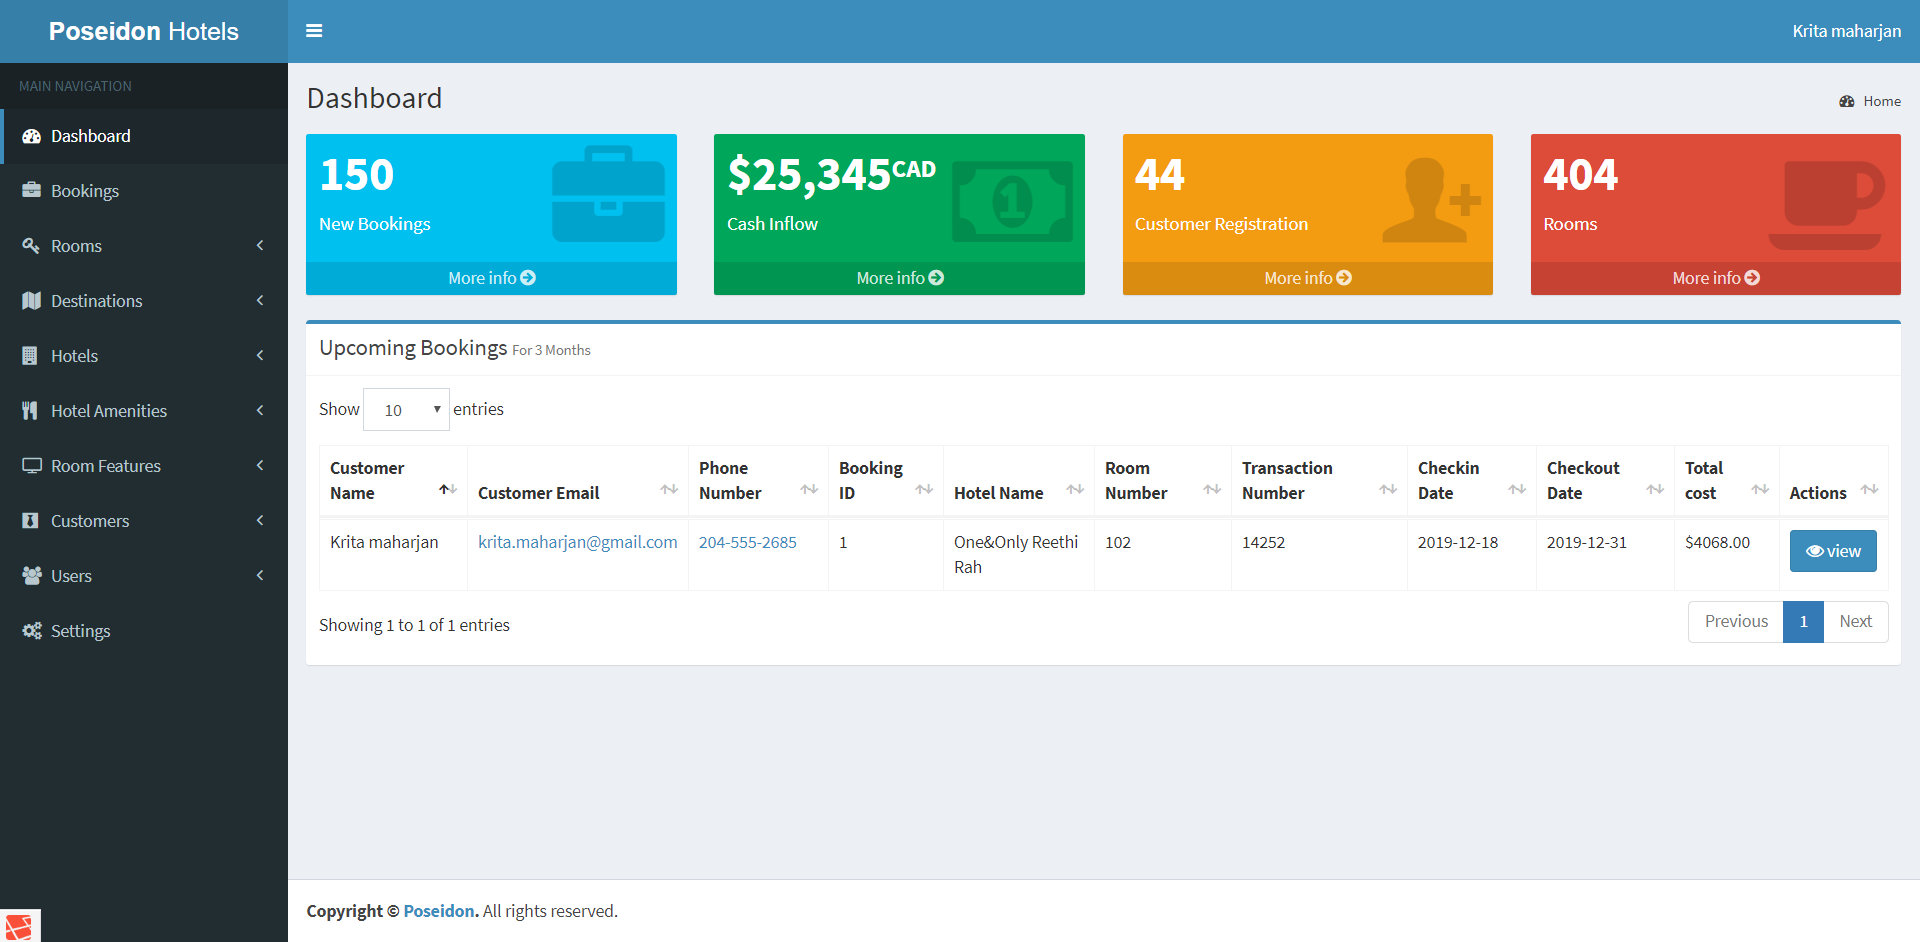 Poseidon Hotels
Krita maharjan
MAIN NAVIGATION
Dashboard
Bookings
Rooms
Destinations
Hotels
Hotel Amenities
Room Features
Customers
Users
Settings
Dashboard
Home
150
New Bookings
More info
$25,345CAD
Cash Inflow
More info
44
Customer Registration
More info
404
Rooms
More info
Upcoming Bookings For 3 Months
Show 10 entries
Customer Name
Customer Email
Phone Number
Booking ID
Hotel Name
Room Number
Transaction Number
Checkin Date
Checkout Date
Total cost
Actions
Krita maharjan
krita.maharjan@gmail.com
204-555-2685
1
One&Only Reethi Rah
102
14252
2019-12-18
2019-12-31
$4068.00
view
Showing 1 to 1 of 1 entries
Previous 1 Next
Copyright © Poseidon. All rights reserved.